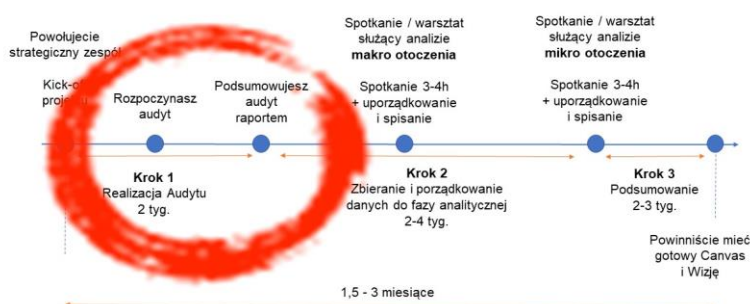 Powołujecie
strategiczny zespół
projektu
Rozpoczynasz
audyt
Podsumowujesz
audyt
raportem
Spotkanie / warsztat
służący analizie
makro otoczenia
Spotkanie 3-4h
+ uporządkowanie
i spisanie
Spotkanie / warsztat
służący analizie
mikro otoczenia
Spotkanie 3-4h
+ uporządkowanie
i spisanie
Krok 1
Realizacja Audytu
2 tyg.
Krok 2
Zbieranie i porządkowanie
danych do fazy analitycznej
2-4 tyg.
Krok 3
Podsumowanie
2-3 tyg.
Powinniście mieć
gotowy Canvas
i Wizję
1,5 - 3 miesiące